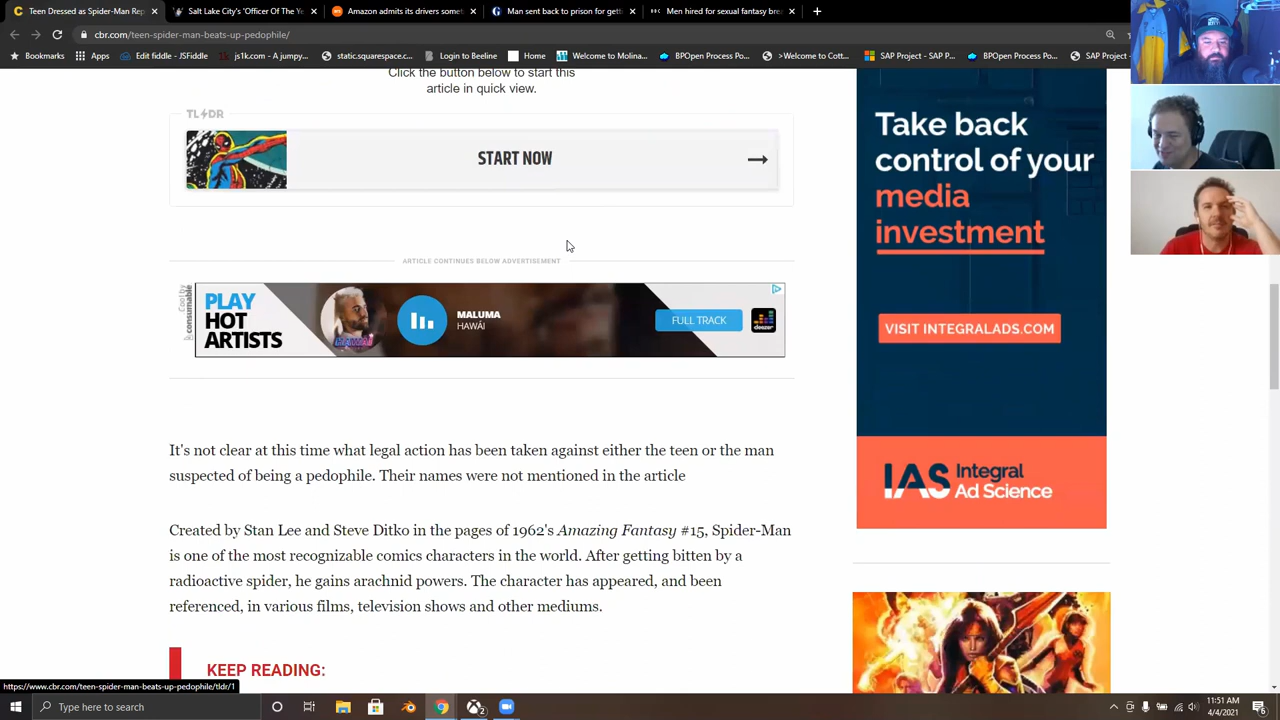 Teen Dressed as Spider-Man Rep
Salt Lake City's 'Officer Of The Ye
Amazon admits its drivers somet
Man sent back to prison for gett
Men hired for sexual fantasy bre
cbr.com/teen-spider-man-beats-up-pedophile/
Bookmarks
Apps
Edit fiddle - JSFiddle
js1k.com - A jumpy...
static.squarespace.c...
Login to Beeline
Home
Welcome to Molina...
BPOpen Process Po...
>Welcome to Cott...
SAP Project - SAP P...
BPOpen Process Po...
SAP Project...
Click the button below to start this
article in quick view.
TL DR
START NOW
ARTICLE CONTINUES BELOW ADVERTISEMENT
consumable
PLAY
HOT
ARTISTS
MALUMA
HAWÁI
FULL TRACK
deezer
It's not clear at this time what legal action has been taken against either the teen or the man
suspected of being a pedophile. Their names were not mentioned in the article
Created by Stan Lee and Steve Ditko in the pages of 1962's Amazing Fantasy #15, Spider-Man
is one of the most recognizable comics characters in the world. After getting bitten by a
radioactive spider, he gains arachnid powers. The character has appeared, and been
referenced, in various films, television shows and other mediums.
KEEP READING:
Take back
control of your
media
investment
VISIT INTEGRALADS.COM
IAS Integral
Ad Science
https://www.cbr.com/teen-spider-man-beats-up-pedophile/tldr/1
Type here to search
2
11:51 AM
4/4/2021
6